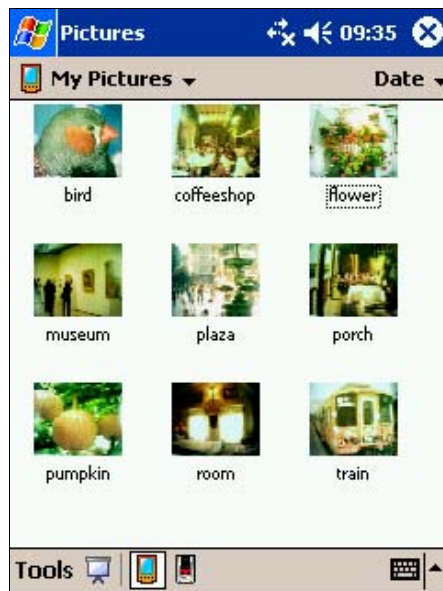 Pictures 09:35
My Pictures Date
bird coffeeshop flower
museum plaza porch
pumpkin room train
Tools